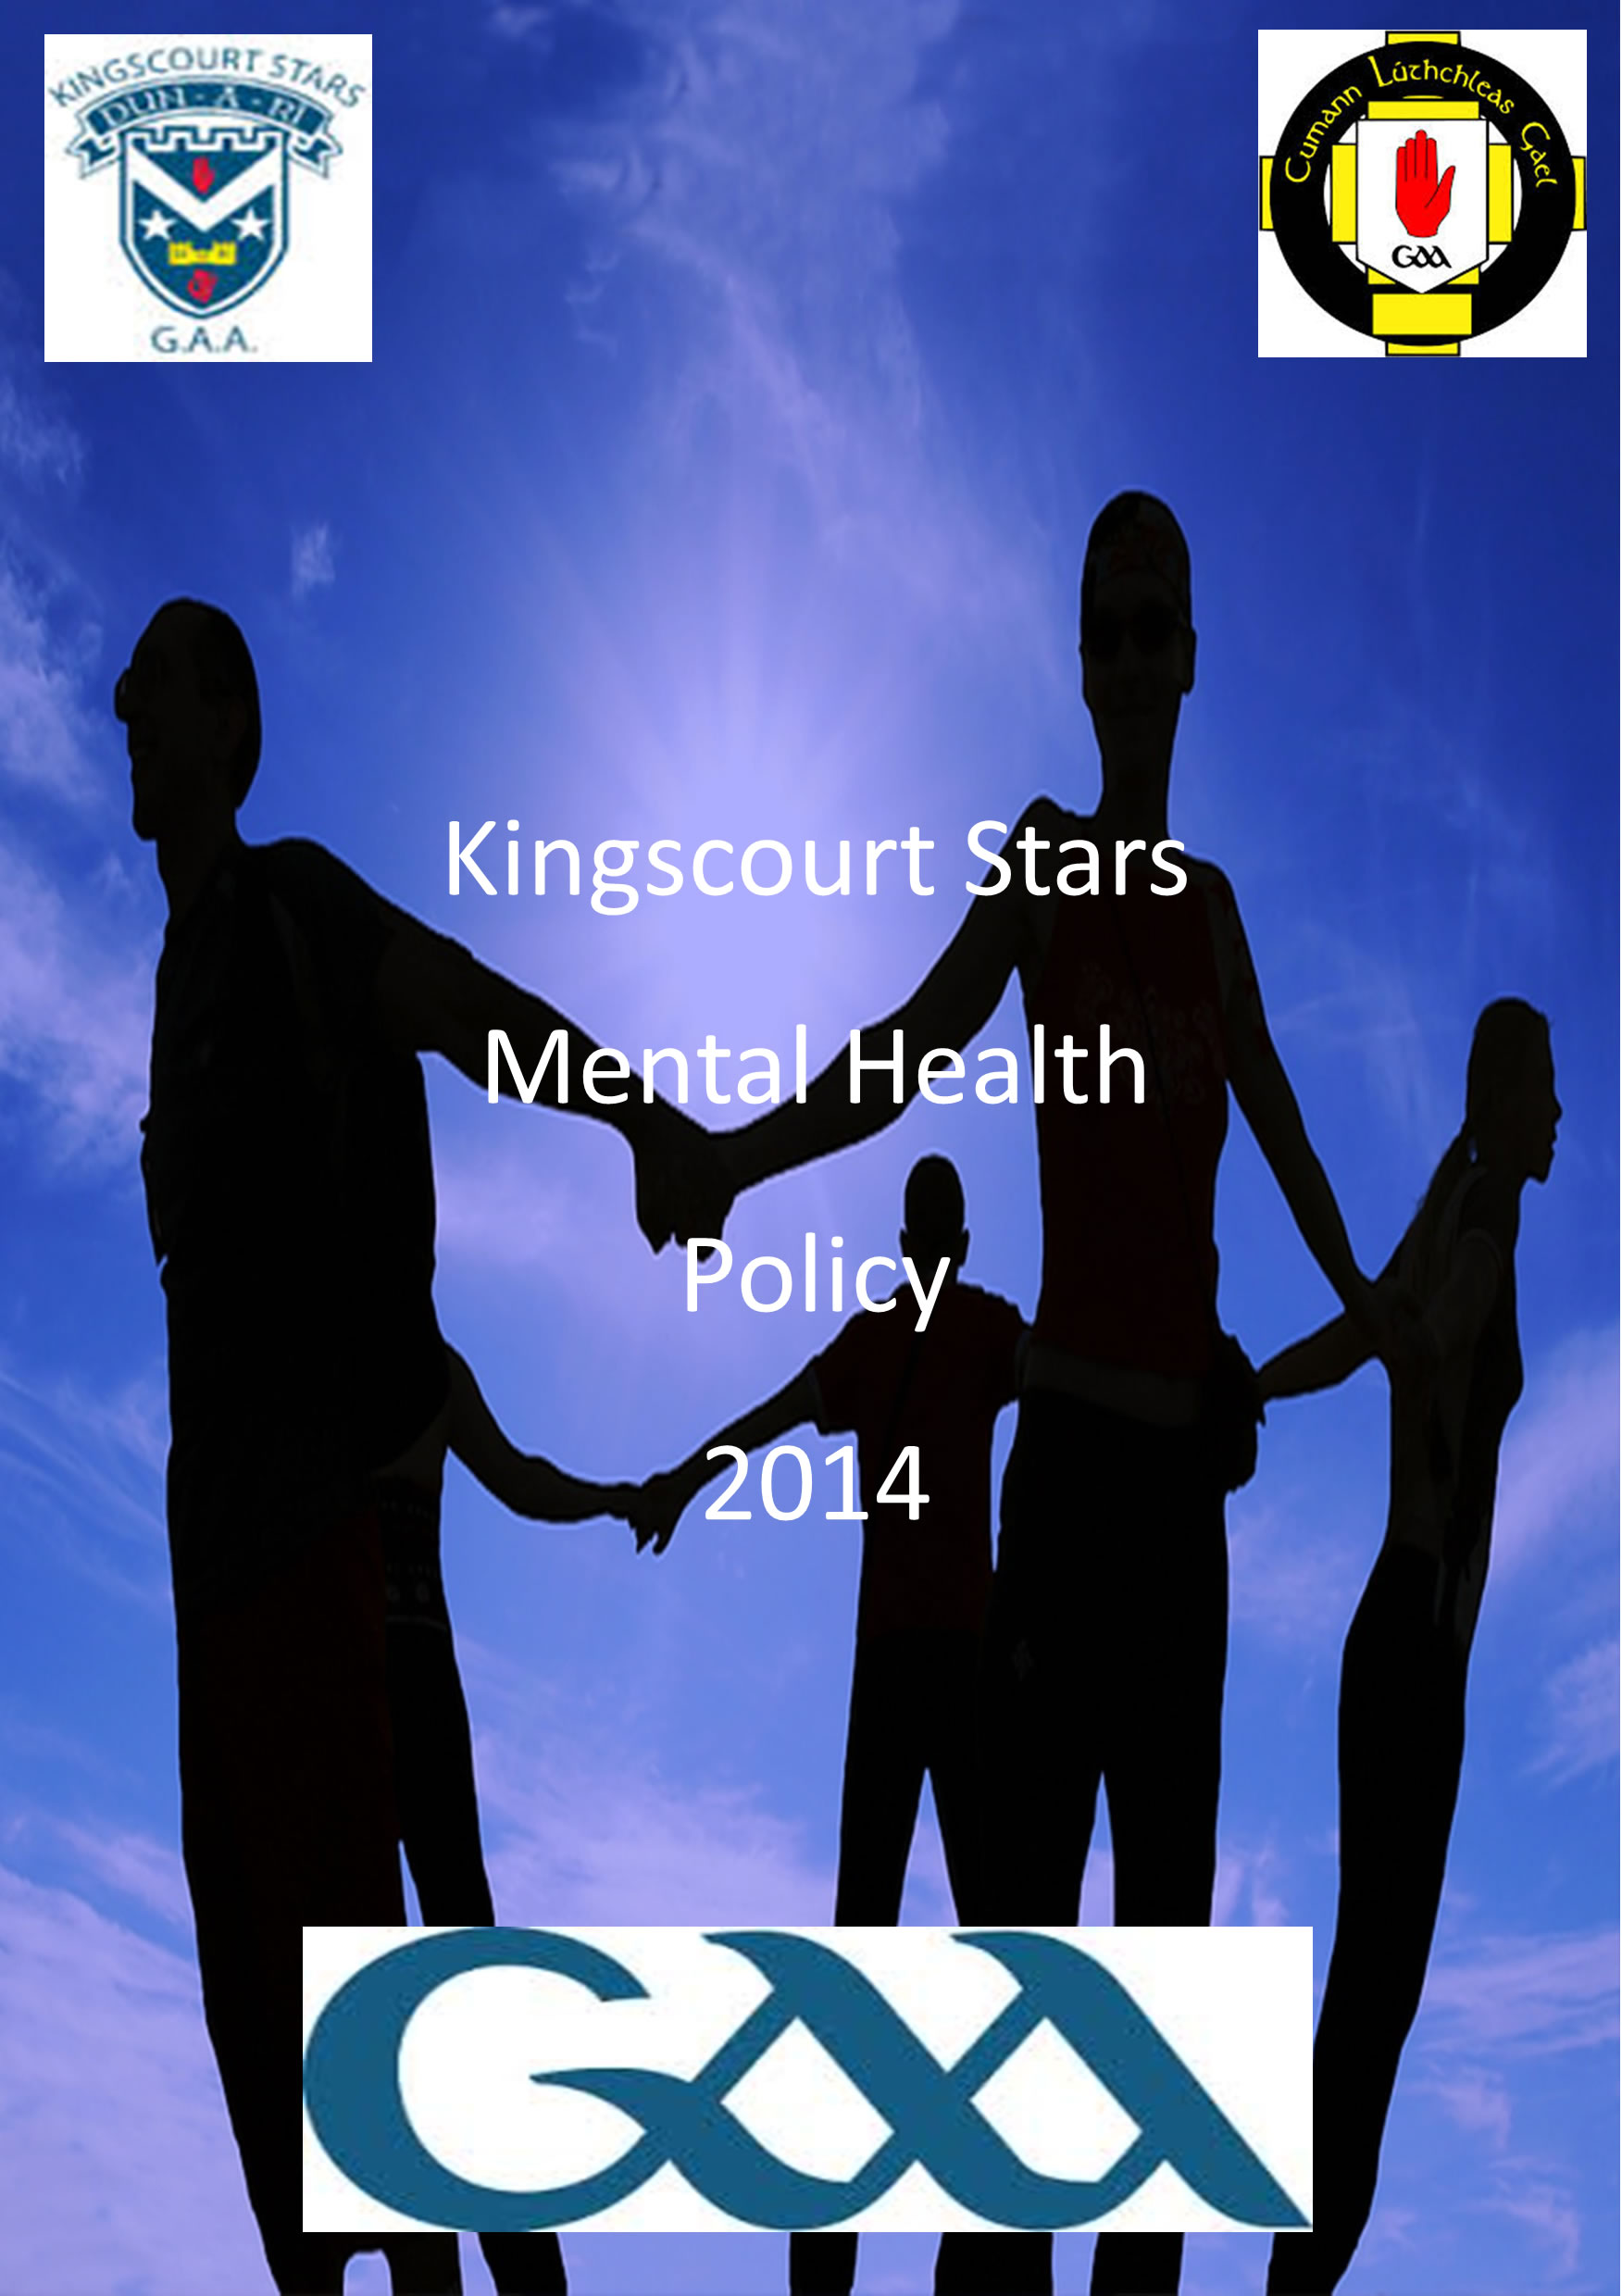 KINGSCOURT STARS
DUN - A - RI
G.A.A.
Cumann Lúthchleas Gael
GAA
Kingscourt Stars
Mental Health
Policy
2014
GAA